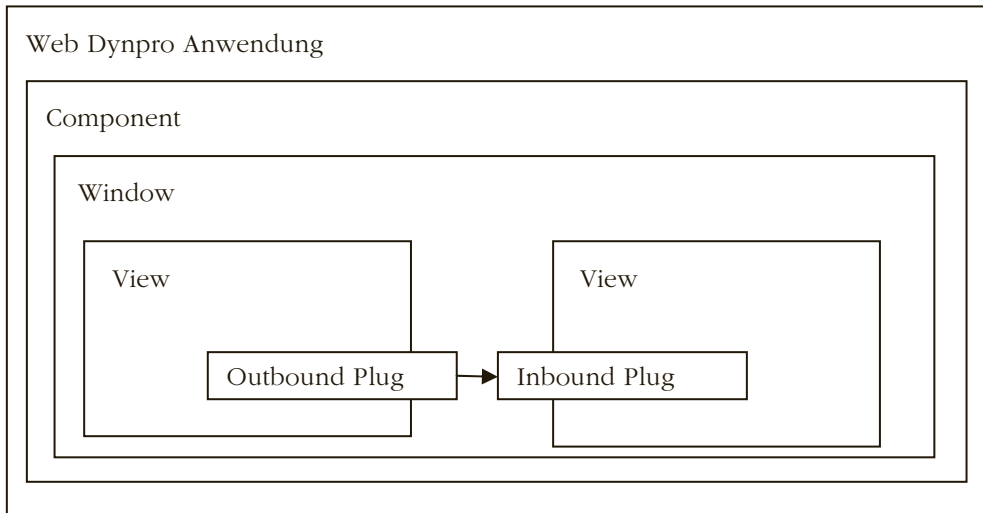 Web Dynpro Anwendung
Component
Window
View
View
Outbound Plug
Inbound Plug